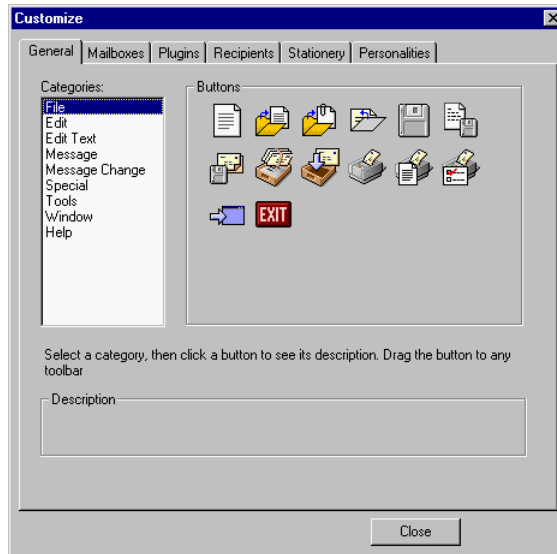 Customize
General Mailboxes Plugins Recipients Stationery Personalities
Categories:
Buttons
File
Edit
Edit Text
Message
Message Change
Special
Tools
Window
Help
EXIT
Select a category, then click a button to see its description. Drag the button to any
toolbar
Description
Close